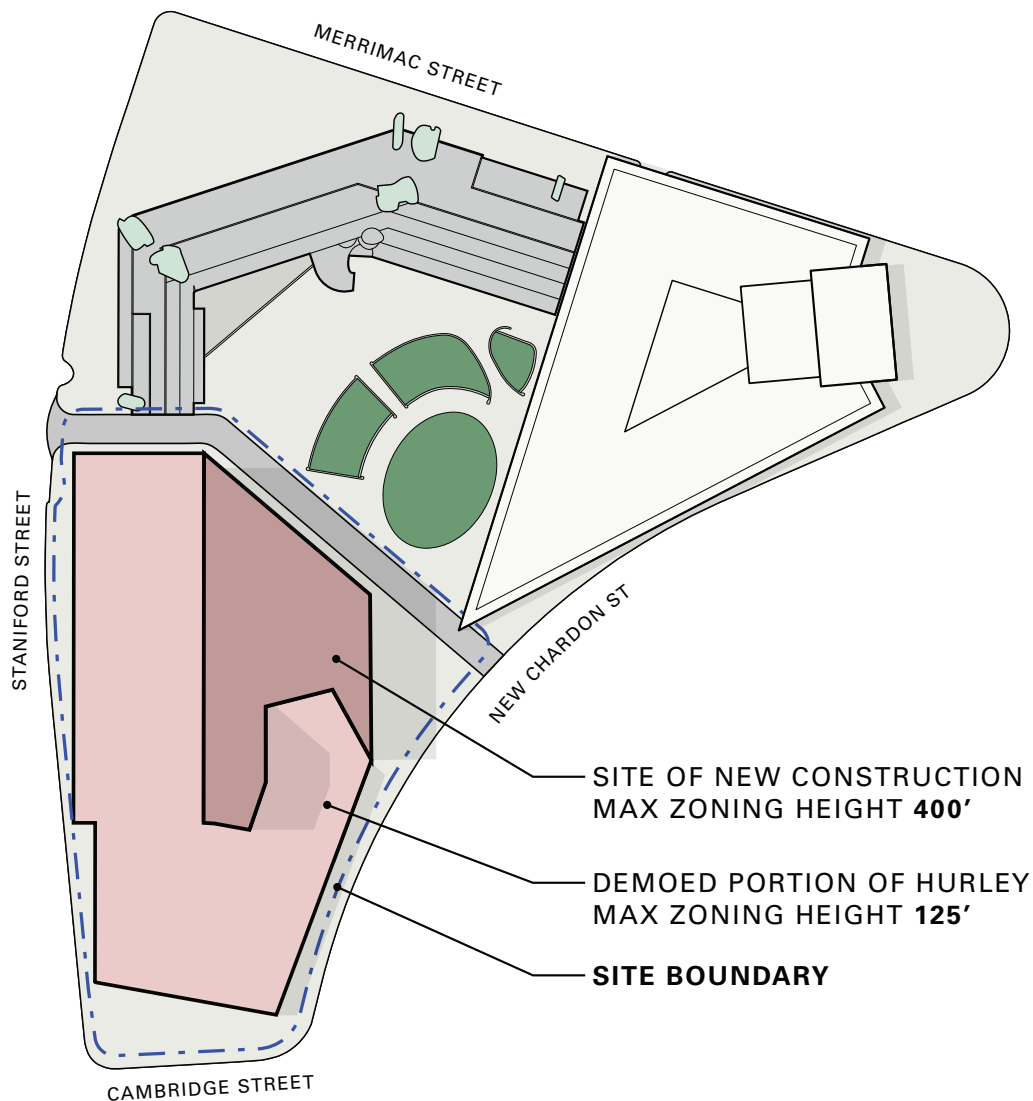 MERRIMAC STREET
STANIFORD STREET
NEW CHARDON ST
SITE OF NEW CONSTRUCTION
MAX ZONING HEIGHT 400’
DEMOED PORTION OF HURLEY
MAX ZONING HEIGHT 125’
SITE BOUNDARY
CAMBRIDGE STREET